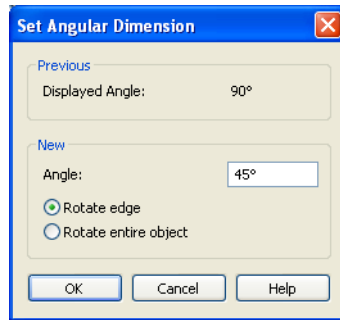 Set Angular Dimension
Previous
Displayed Angle: 90°
New
Angle: 45°
Rotate edge
Rotate entire object
OK Cancel Help